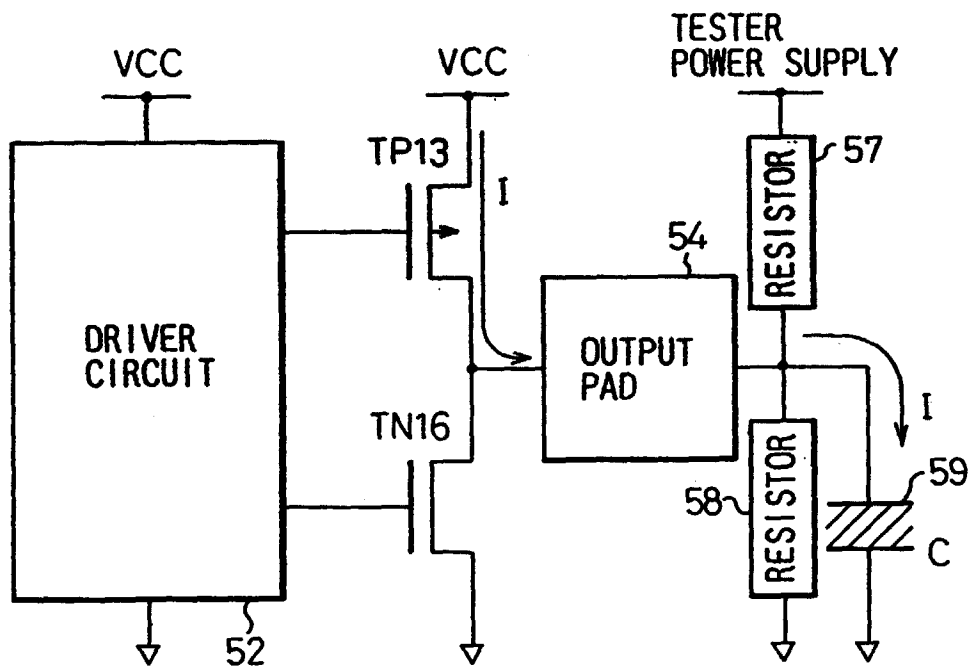 TESTER
POWER SUPPLY
VCC
VCC
TP13
I
57
RESISTOR
54
DRIVER
CIRCUIT
OUTPUT
PAD
I
TN16
58
RESISTOR
59
C
52